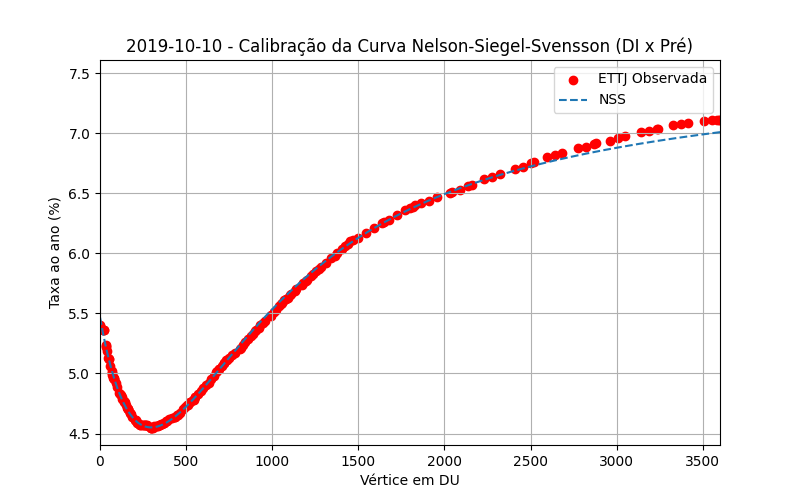 2019-10-10 - Calibração da Curva Nelson-Siegel-Svensson (DI x Pré)
ETTJ Observada
NSS
Taxa ao ano (%)
7.5
7.0
6.5
6.0
5.5
5.0
4.5
0 500 1000 1500 2000 2500 3000 3500
Vértice em DU